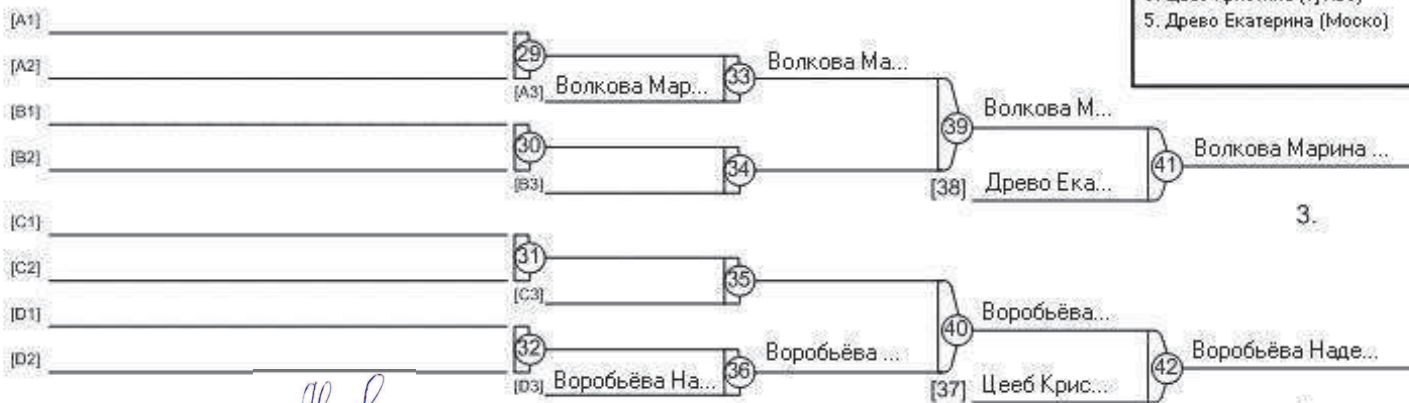 5. Древо Екатерина (Моско)
[A1]
[A2]
29
Волкова Ма...
33
[A3] Волкова Мар...
[B1]
Волкова М...
39
[B2]
30
34
Волкова Марина ...
41
[B3]
[38] Древо Ека...
3.
[C1]
[C2]
31
35
[C3]
[D1]
Воробьёва...
40
[D2]
32
Воробьёва ...
36
Воробьёва Наде...
42
[D3] Воробьёва На...
[37] Цееб Крис...